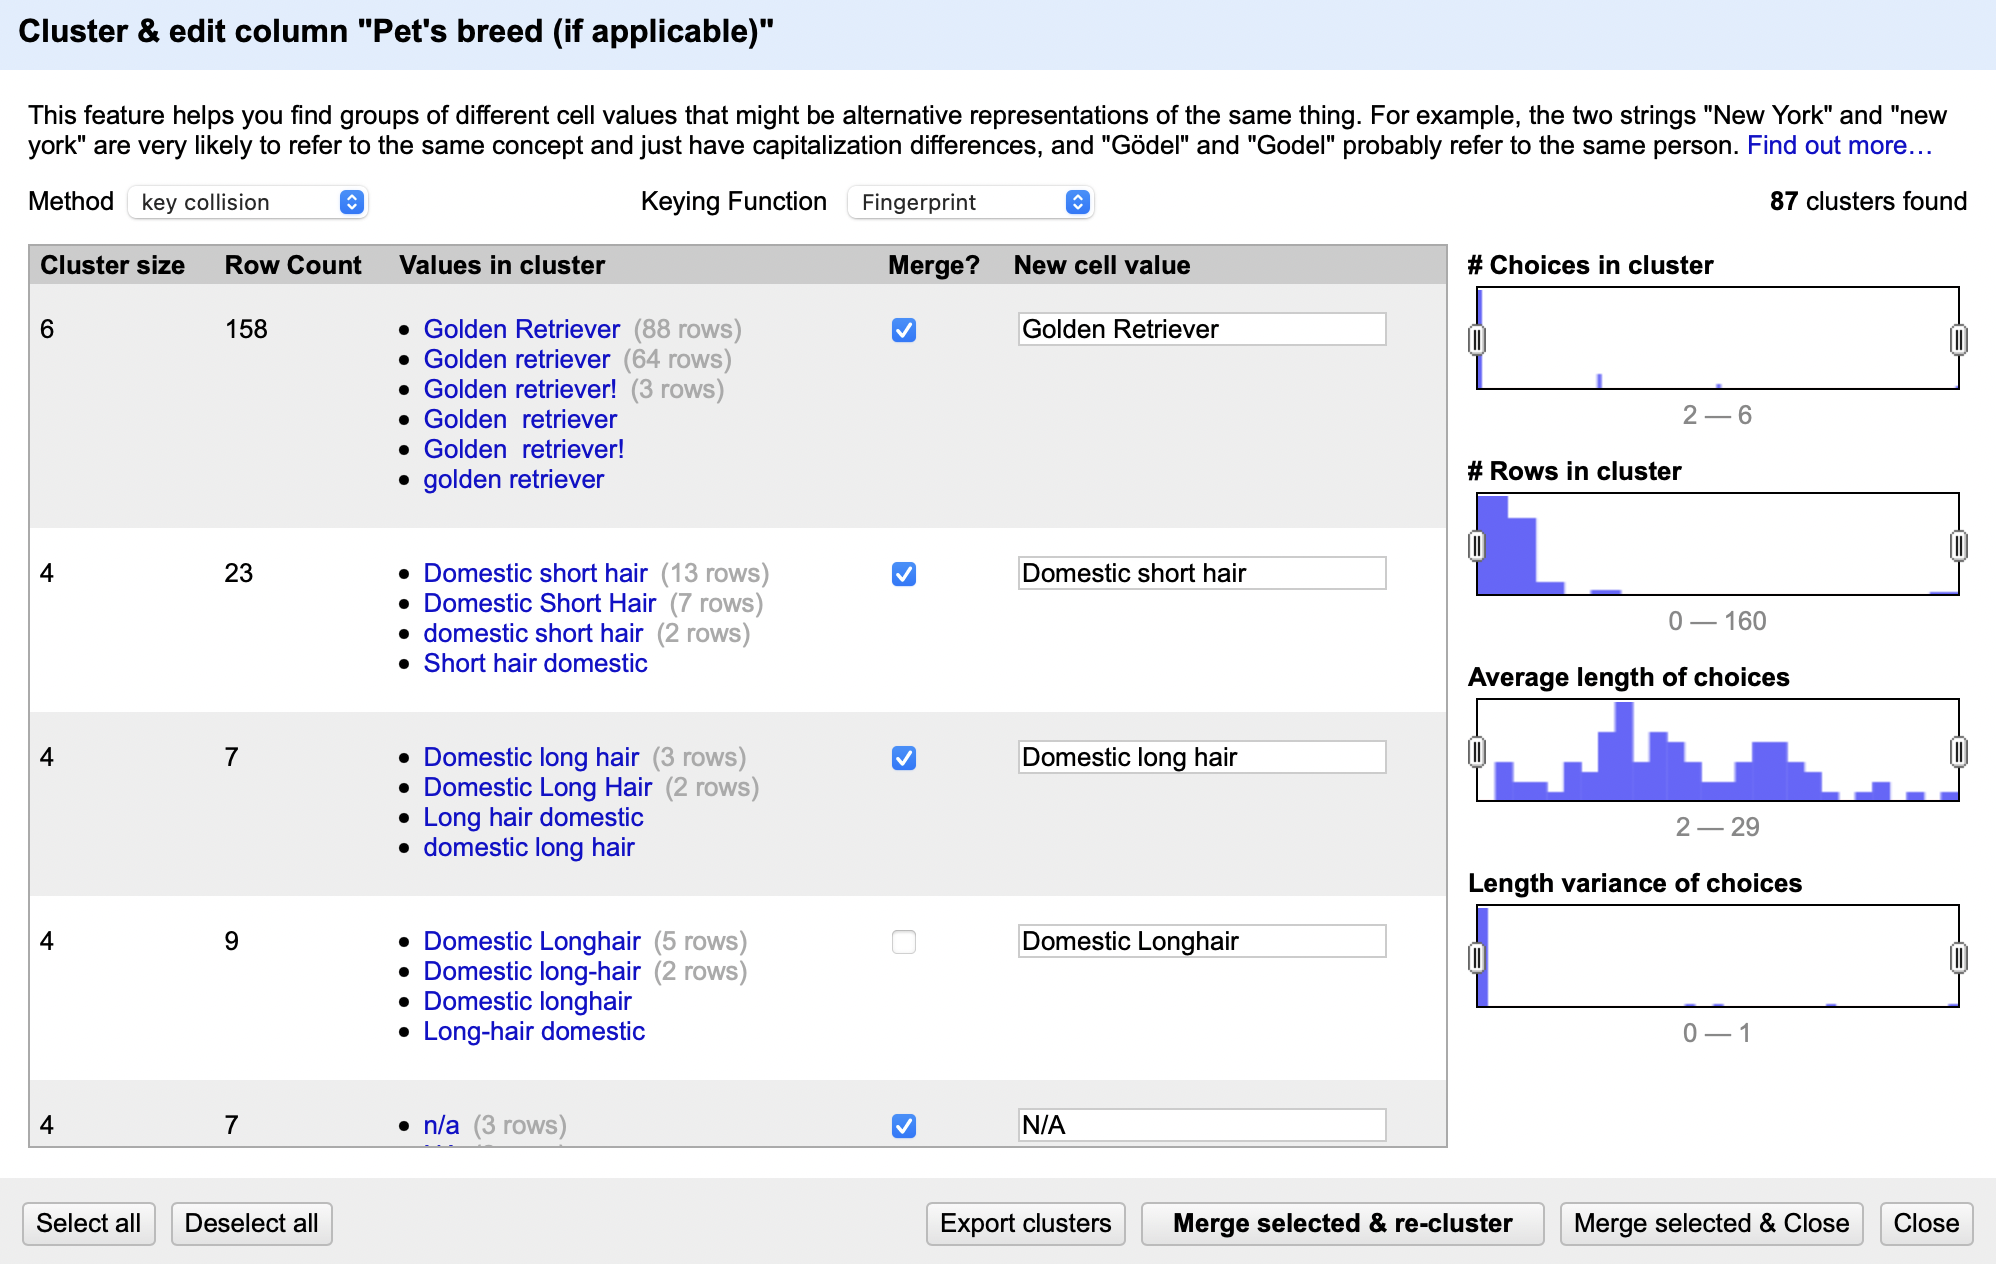 Cluster & edit column "Pet's breed (if applicable)"
This feature helps you find groups of different cell values that might be alternative representations of the same thing. For example, the two strings "New York" and "new
york" are very likely to refer to the same concept and just have capitalization differences, and "Gödel" and "Godel" probably refer to the same person. Find out more…
Method key collision Keying Function Fingerprint 87 clusters found
Cluster size Row Count Values in cluster Merge? New cell value
6 158 • Golden Retriever (88 rows) Golden Retriever
• Golden retriever (64 rows)
• Golden retriever! (3 rows)
• Golden  retriever
• Golden  retriever!
• golden retriever
4 23 • Domestic short hair (13 rows) Domestic short hair
• Domestic Short Hair (7 rows)
• domestic short hair (2 rows)
• Short hair domestic
4 7 • Domestic long hair (3 rows) Domestic long hair
• Domestic Long Hair (2 rows)
• Long hair domestic
• domestic long hair
4 9 • Domestic Longhair (5 rows) Domestic Longhair
• Domestic long-hair (2 rows)
• Domestic longhair
• Long-hair domestic
4 7 • n/a (3 rows) N/A
# Choices in cluster
2 — 6
# Rows in cluster
0 — 160
Average length of choices
2 — 29
Length variance of choices
0 — 1
Select all Deselect all Export clusters Merge selected & re-cluster Merge selected & Close Close